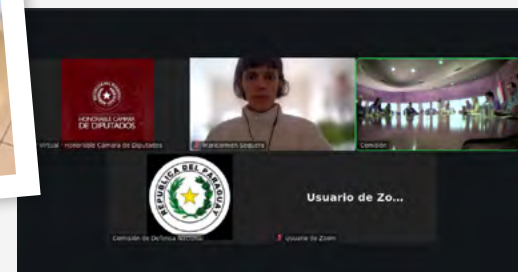 HONORABLE CÁMARA
DE DIPUTADOS
Virtual - Honorable Cámara de Diputados
Maricarmen Sequera
Comisión
REPUBLICA DEL PARAGUAY
Comisión de Defensa Nacional
Usuario de Zo...
Usuario de Zoom